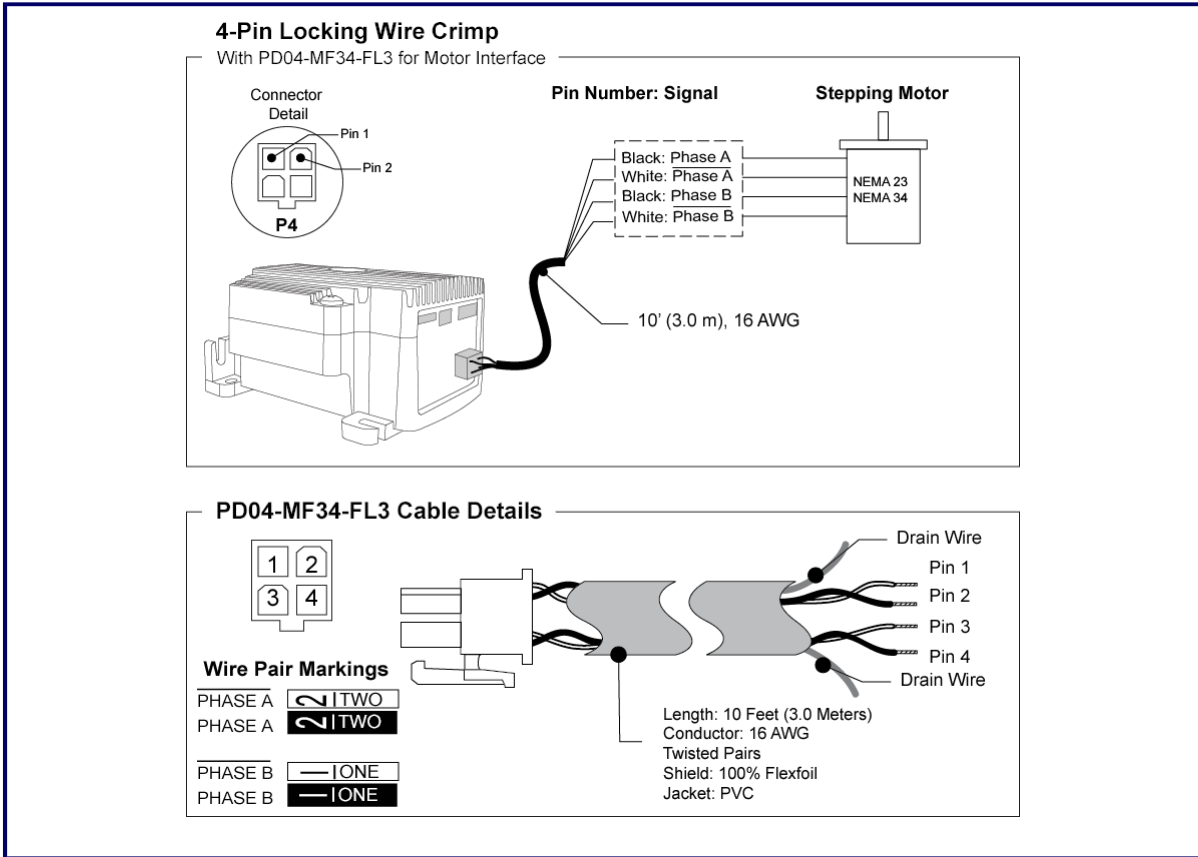 4-Pin Locking Wire Crimp
With PD04-MF34-FL3 for Motor Interface
Connector
Detail
Pin 1
Pin 2
P4
Pin Number: Signal
Stepping Motor
Black: Phase A
White: Phase A
Black: Phase B
White: Phase B
NEMA 23
NEMA 34
10' (3.0 m), 16 AWG
PD04-MF34-FL3 Cable Details
1 2
3 4
Drain Wire
Pin 1
Pin 2
Pin 3
Pin 4
Drain Wire
Wire Pair Markings
PHASE A 2 TWO
PHASE A 2 TWO
PHASE B — ONE
PHASE B — ONE
Length: 10 Feet (3.0 Meters)
Conductor: 16 AWG
Twisted Pairs
Shield: 100% Flexfoil
Jacket: PVC